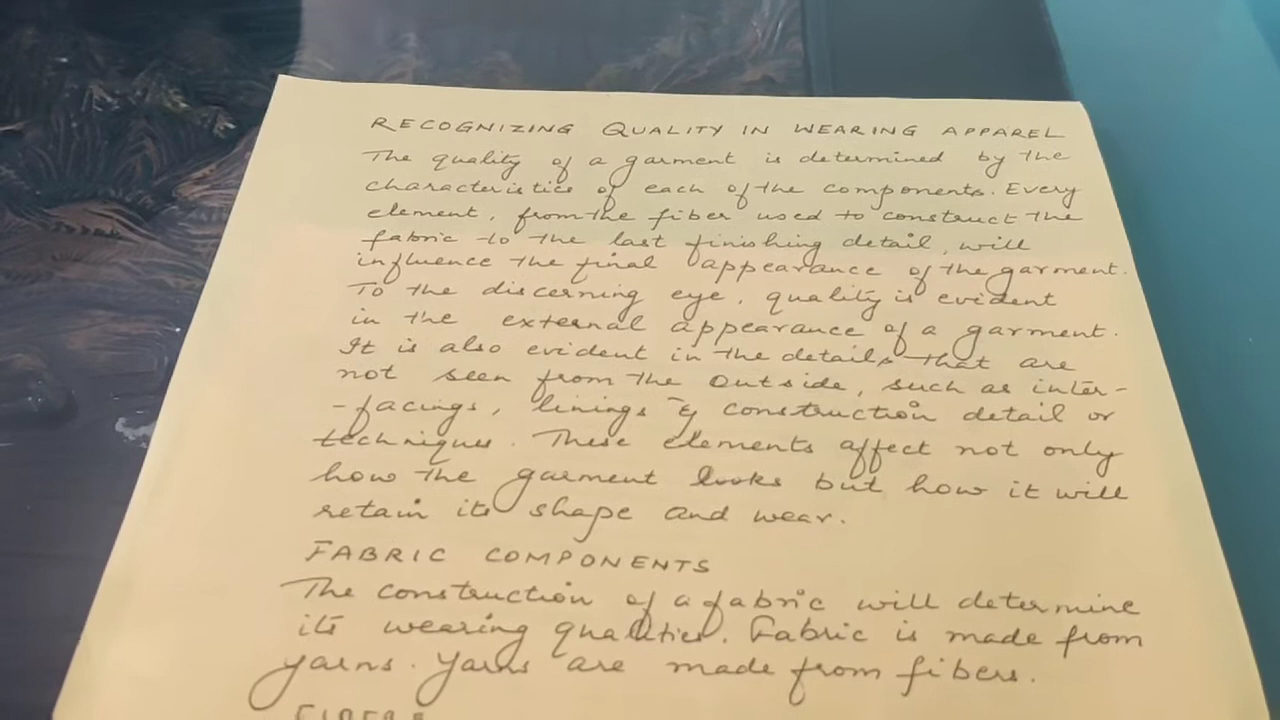 RECOGNIZING QUALITY IN WEARING APPAREL
The quality of a garment is determined by the
characteristics of each of the components. Every
element, from the fiber used to construct the
fabric to the last finishing detail, will
influence the final appearance of the garment.
To the discerning eye, quality is evident
in the external appearance of a garment.
It is also evident in the details that are
not seen from the outside, such as inter-
-facings, linings & construction detail or
techniques. These elements affect not only
how the garment looks but how it will
retain its shape and wear.
FABRIC COMPONENTS
The construction of a fabric will determine
its wearing qualities. Fabric is made from
yarns. Yarns are made from fibers.